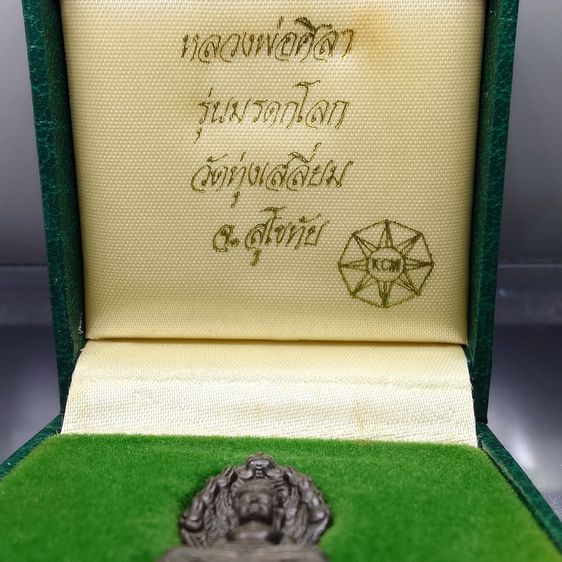 หลวงพ่อศิลา
รุ่นมรดกโลก
วัดทุ่งเสลี่ยม
จ.สุโขทัย
KCM